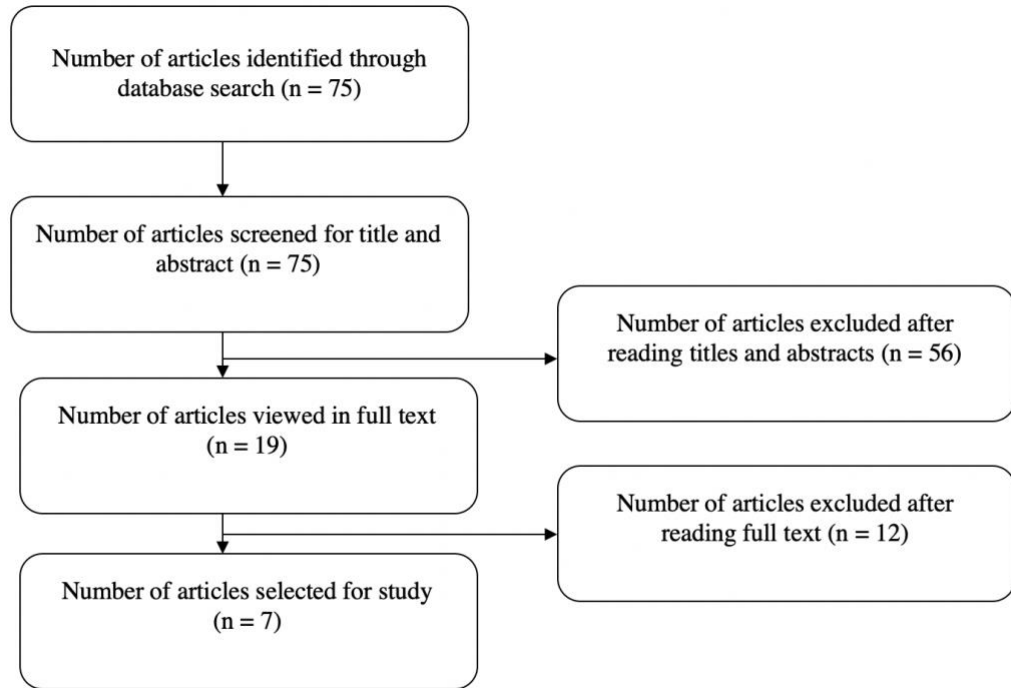 Number of articles identified through
database search (n = 75)
Number of articles screened for title and
abstract (n = 75)
Number of articles excluded after
reading titles and abstracts (n = 56)
Number of articles viewed in full text
(n = 19)
Number of articles excluded after
reading full text (n = 12)
Number of articles selected for study
(n = 7)